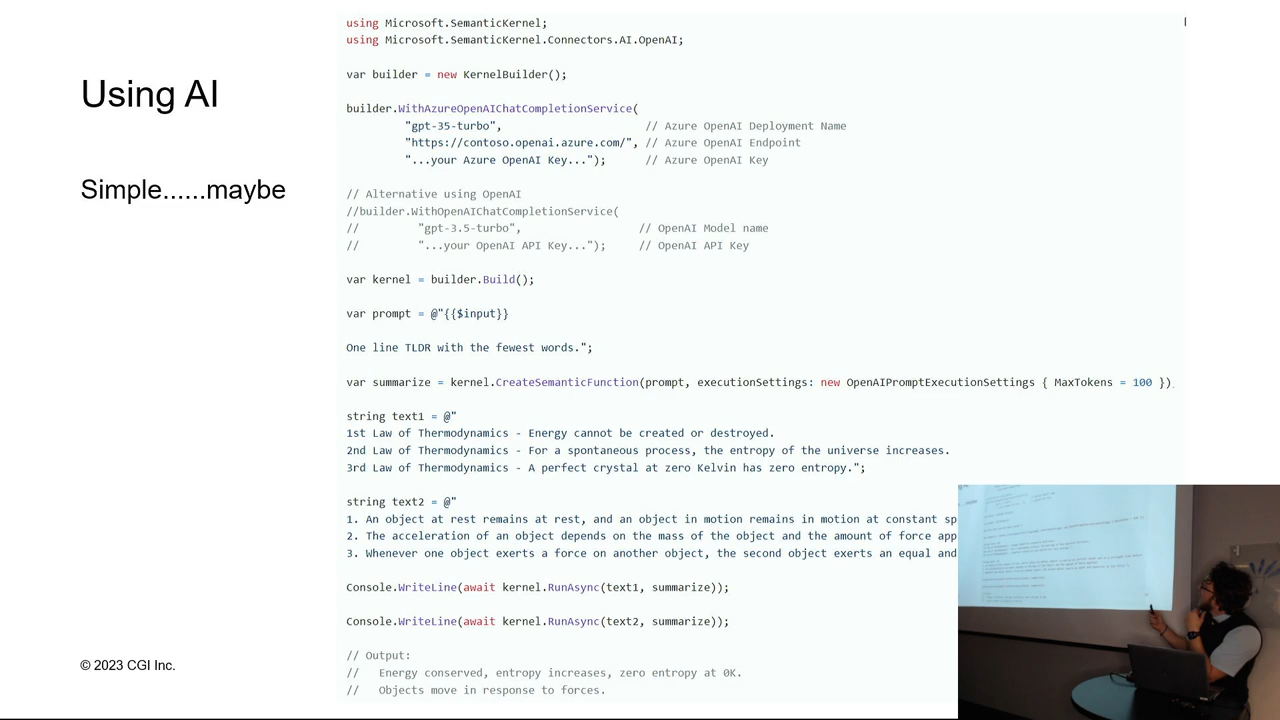 Using AI
Simple......maybe
using Microsoft.SemanticKernel;
using Microsoft.SemanticKernel.Connectors.AI.OpenAI;
var builder = new KernelBuilder();
builder.WithAzureOpenAIChatCompletionService(
"gpt-35-turbo", // Azure OpenAI Deployment Name
"https://contoso.openai.azure.com/", // Azure OpenAI Endpoint
"...your Azure OpenAI Key..."); // Azure OpenAI Key
// Alternative using OpenAI
//builder.WithOpenAIChatCompletionService(
// "gpt-3.5-turbo", // OpenAI Model name
// "...your OpenAI API Key..."); // OpenAI API Key
var kernel = builder.Build();
var prompt = @"{{$input}}
One line TLDR with the fewest words.";
var summarize = kernel.CreateSemanticFunction(prompt, executionSettings: new OpenAIPromptExecutionSettings { MaxTokens = 100 })
string text1 = @"
1st Law of Thermodynamics - Energy cannot be created or destroyed.
2nd Law of Thermodynamics - For a spontaneous process, the entropy of the universe increases.
3rd Law of Thermodynamics - A perfect crystal at zero Kelvin has zero entropy.";
string text2 = @"
1. An object at rest remains at rest, and an object in motion remains in motion at constant sp
2. The acceleration of an object depends on the mass of the object and the amount of force app
3. Whenever one object exerts a force on another object, the second object exerts an equal and
Console.WriteLine(await kernel.RunAsync(text1, summarize));
Console.WriteLine(await kernel.RunAsync(text2, summarize));
// Output:
// Energy conserved, entropy increases, zero entropy at 0K.
// Objects move in response to forces.
© 2023 CGI Inc.